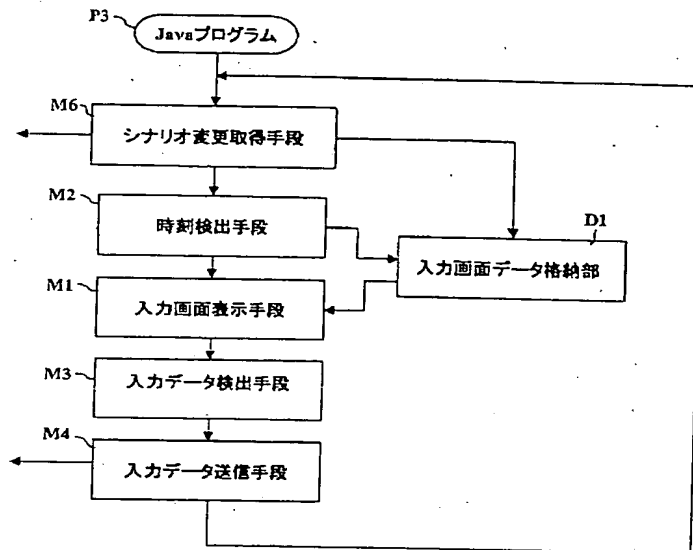 P3
Javaプログラム
M6
シナリオ変更取得手段
M2
時刻検出手段
D1
入力画面データ格納部
M1
入力画面表示手段
M3
入力データ検出手段
M4
入力データ送信手段